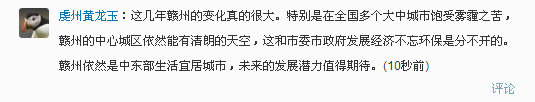 虔州黄龙玉：这几年赣州的变化真的很大。特别是在全国多个大中城市饱受雾霾之苦，
赣州的中心城区依然能有清朗的天空，这和市委市政府发展经济不忘环保是分不开的。
赣州依然是中东部生活宜居城市，未来的发展潜力值得期待。(10秒前)
评论